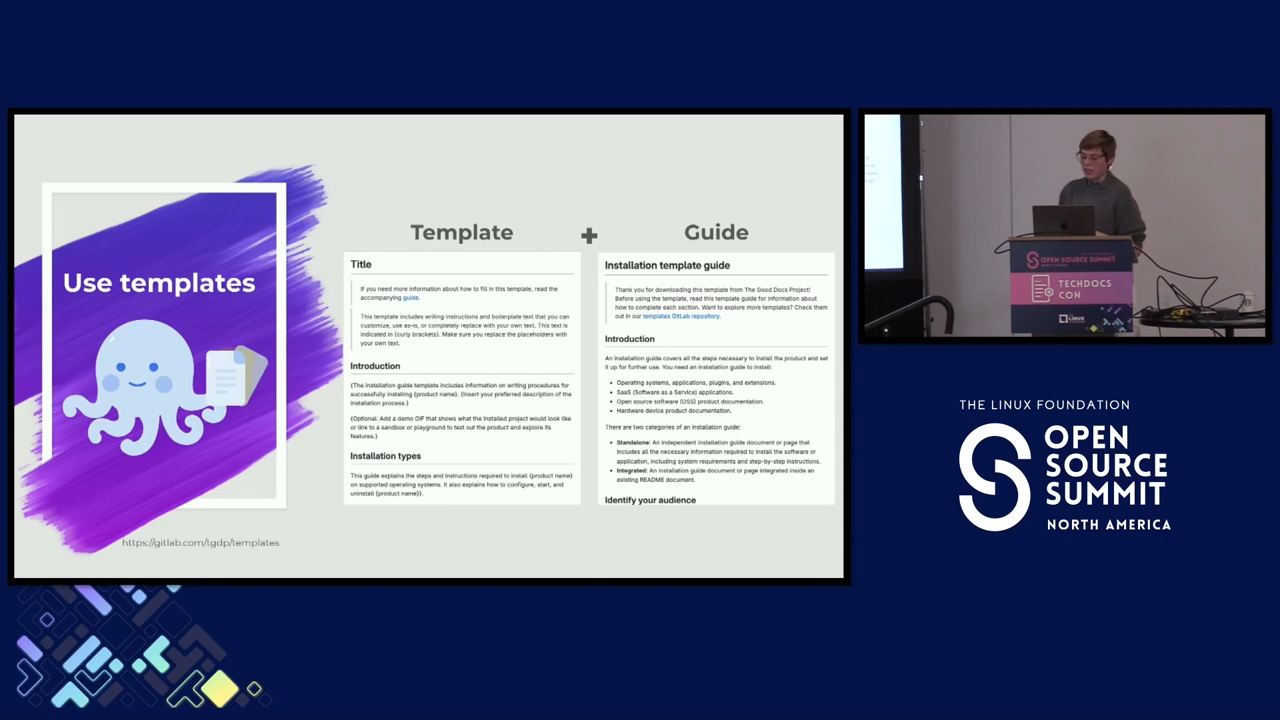 Use templates
https://gitlab.com/tgdp/templates
Template
+
Guide
Title
If you need more information about how to fill in this template, read the
accompanying guide.
This template includes writing instructions and boilerplate text that you can
customize, use as-is, or completely replace with your own text. This text is
indicated in {curly brackets}. Make sure you replace the placeholders with
your own text.
Introduction
{The installation guide template includes information on writing procedures for
successfully installing {product name}. {Insert your preferred description of the
installation process.}
{Optional: Add a demo GIF that shows what the installed project would look like
or link to a sandbox or playground to test out the product and explore its
features.}
Installation types
This guide explains the steps and instructions required to install {product name}
on supported operating systems. It also explains how to configure, start, and
uninstall {product name}}.
Installation template guide
Thank you for downloading this template from The Good Docs Project!
Before using the template, read this template guide for information about
how to complete each section. Want to explore more templates? Check them
out in our templates GitLab repository.
Introduction
An installation guide covers all the steps necessary to install the product and set
it up for further use. You need an installation guide to install:
Operating systems, applications, plugins, and extensions.
SaaS (Software as a Service) applications.
Open source software (OSS) product documentation.
Hardware device product documentation.
There are two categories of an installation guide:
Standalone: An independent installation guide document or page that
includes all the necessary information required to install the software or
application, including system requirements and step-by-step instructions.
Integrated: An installation guide document or page integrated inside an
existing README document.
Identify your audience
OPEN SOURCE SUMMIT
TECHDOCS
CON
LINUX
THE LINUX FOUNDATION
OPEN
SOURCE
SUMMIT
NORTH AMERICA